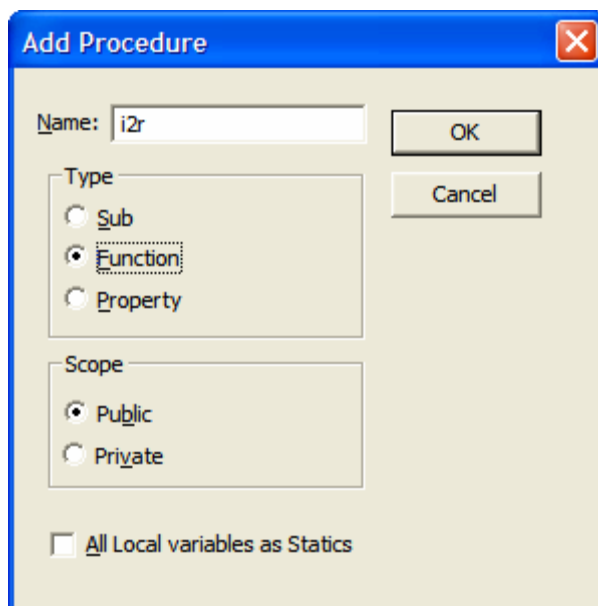 Add Procedure
Name: i2r
OK
Cancel
Type
Sub
Function
Property
Scope
Public
Private
All Local variables as Statics